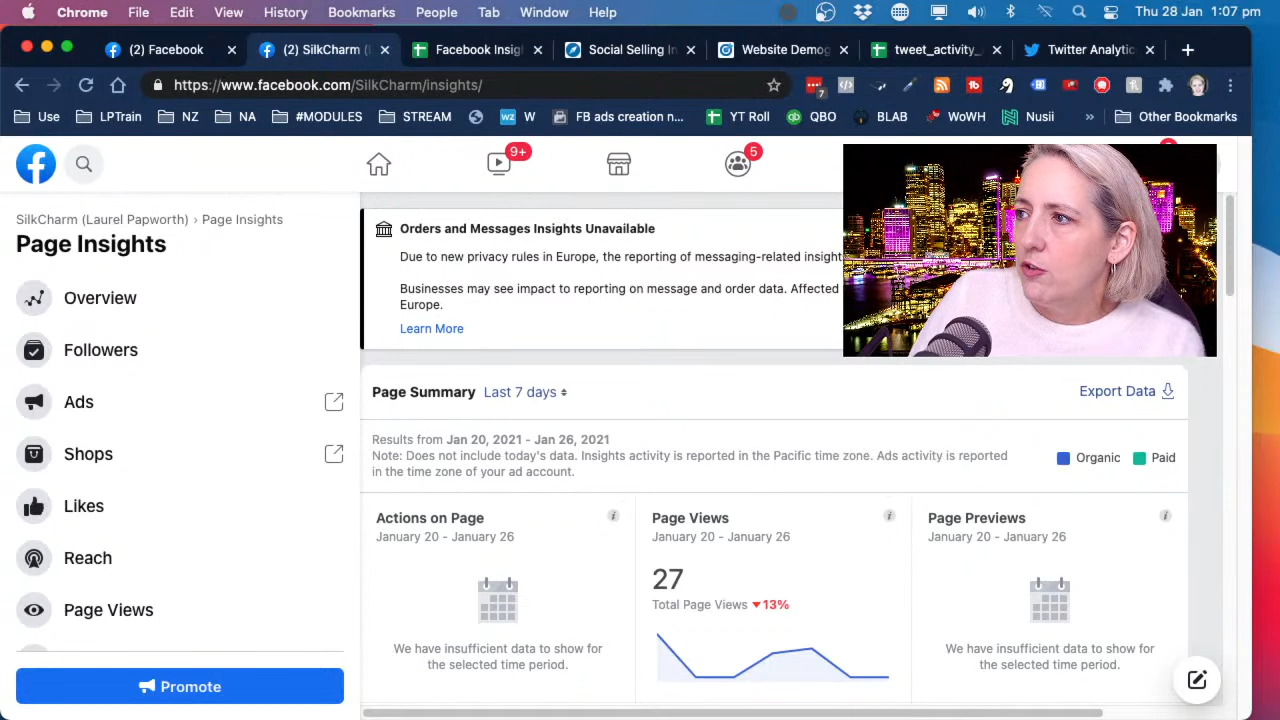 Chrome File Edit View History Bookmarks People Tab Window Help Thu 28 Jan 1:07 pm
(2) Facebook (2) SilkCharm ( Facebook Insig Social Selling In Website Demog tweet_activity_ Twitter Analytic
https://www.facebook.com/SilkCharm/insights/ 7
Use LPTrain NZ NA #MODULES STREAM wz W FB ads creation n... YT Roll qb QBO BLAB WoWH Nusii » Other Bookmarks
9+ 5
SilkCharm (Laurel Papworth) › Page Insights
Page Insights
Overview
Followers
Ads
Shops
Likes
Reach
Page Views
Promote
Orders and Messages Insights Unavailable
Due to new privacy rules in Europe, the reporting of messaging-related insight
Businesses may see impact to reporting on message and order data. Affected
Europe.
Learn More
Page Summary Last 7 days Export Data
Results from Jan 20, 2021 - Jan 26, 2021
Note: Does not include today's data. Insights activity is reported in the Pacific time zone. Ads activity is reported
in the time zone of your ad account.
Organic Paid
Actions on Page
January 20 - January 26
We have insufficient data to show for
the selected time period.
Page Views
January 20 - January 26
27
Total Page Views 13%
Page Previews
January 20 - January 26
We have insufficient data to show for
the selected time period.